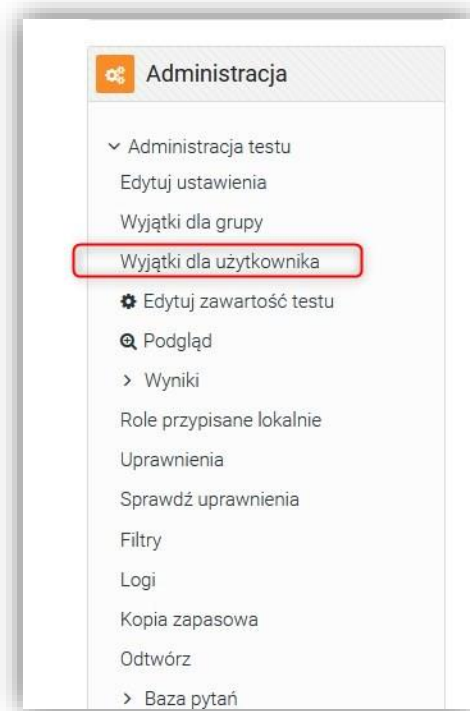 Administracja
Administracja testu
Edytuj ustawienia
Wyjątki dla grupy
Wyjątki dla użytkownika
Edytuj zawartość testu
Podgląd
Wyniki
Role przypisane lokalnie
Uprawnienia
Sprawdź uprawnienia
Filtry
Logi
Kopia zapasowa
Odtwórz
Baza pytań